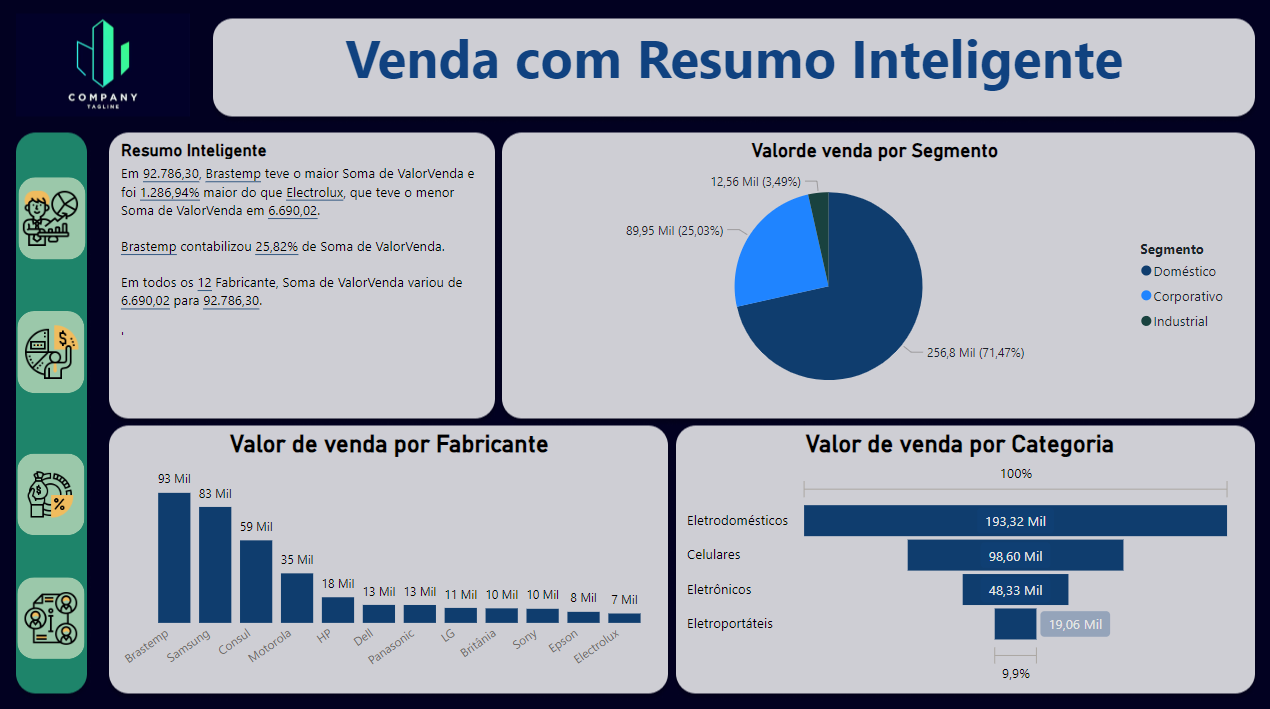 COMPANY
TAGLINE
Venda com Resumo Inteligente
Resumo Inteligente
Em 92.786,30, Brastemp teve o maior Soma de ValorVenda e
foi 1.286,94% maior do que Electrolux, que teve o menor
Soma de ValorVenda em 6.690,02.
Brastemp contabilizou 25,82% de Soma de ValorVenda.
Em todos os 12 Fabricante, Soma de ValorVenda variou de
6.690,02 para 92.786,30.
.
Valorde venda por Segmento
12,56 Mil (3,49%)
89,95 Mil (25,03%)
256,8 Mil (71,47%)
Segmento
Doméstico
Corporativo
Industrial
Valor de venda por Fabricante
93 Mil
83 Mil
59 Mil
35 Mil
18 Mil
13 Mil
13 Mil
11 Mil
10 Mil
10 Mil
8 Mil
7 Mil
Brastemp
Samsung
Consul
Motorola
HP
Dell
Panasonic
LG
Britânia
Sony
Epson
Electrolux
Valor de venda por Categoria
100%
Eletrodomésticos
193,32 Mil
Celulares
98,60 Mil
Eletrônicos
48,33 Mil
Eletroportáteis
19,06 Mil
9,9%